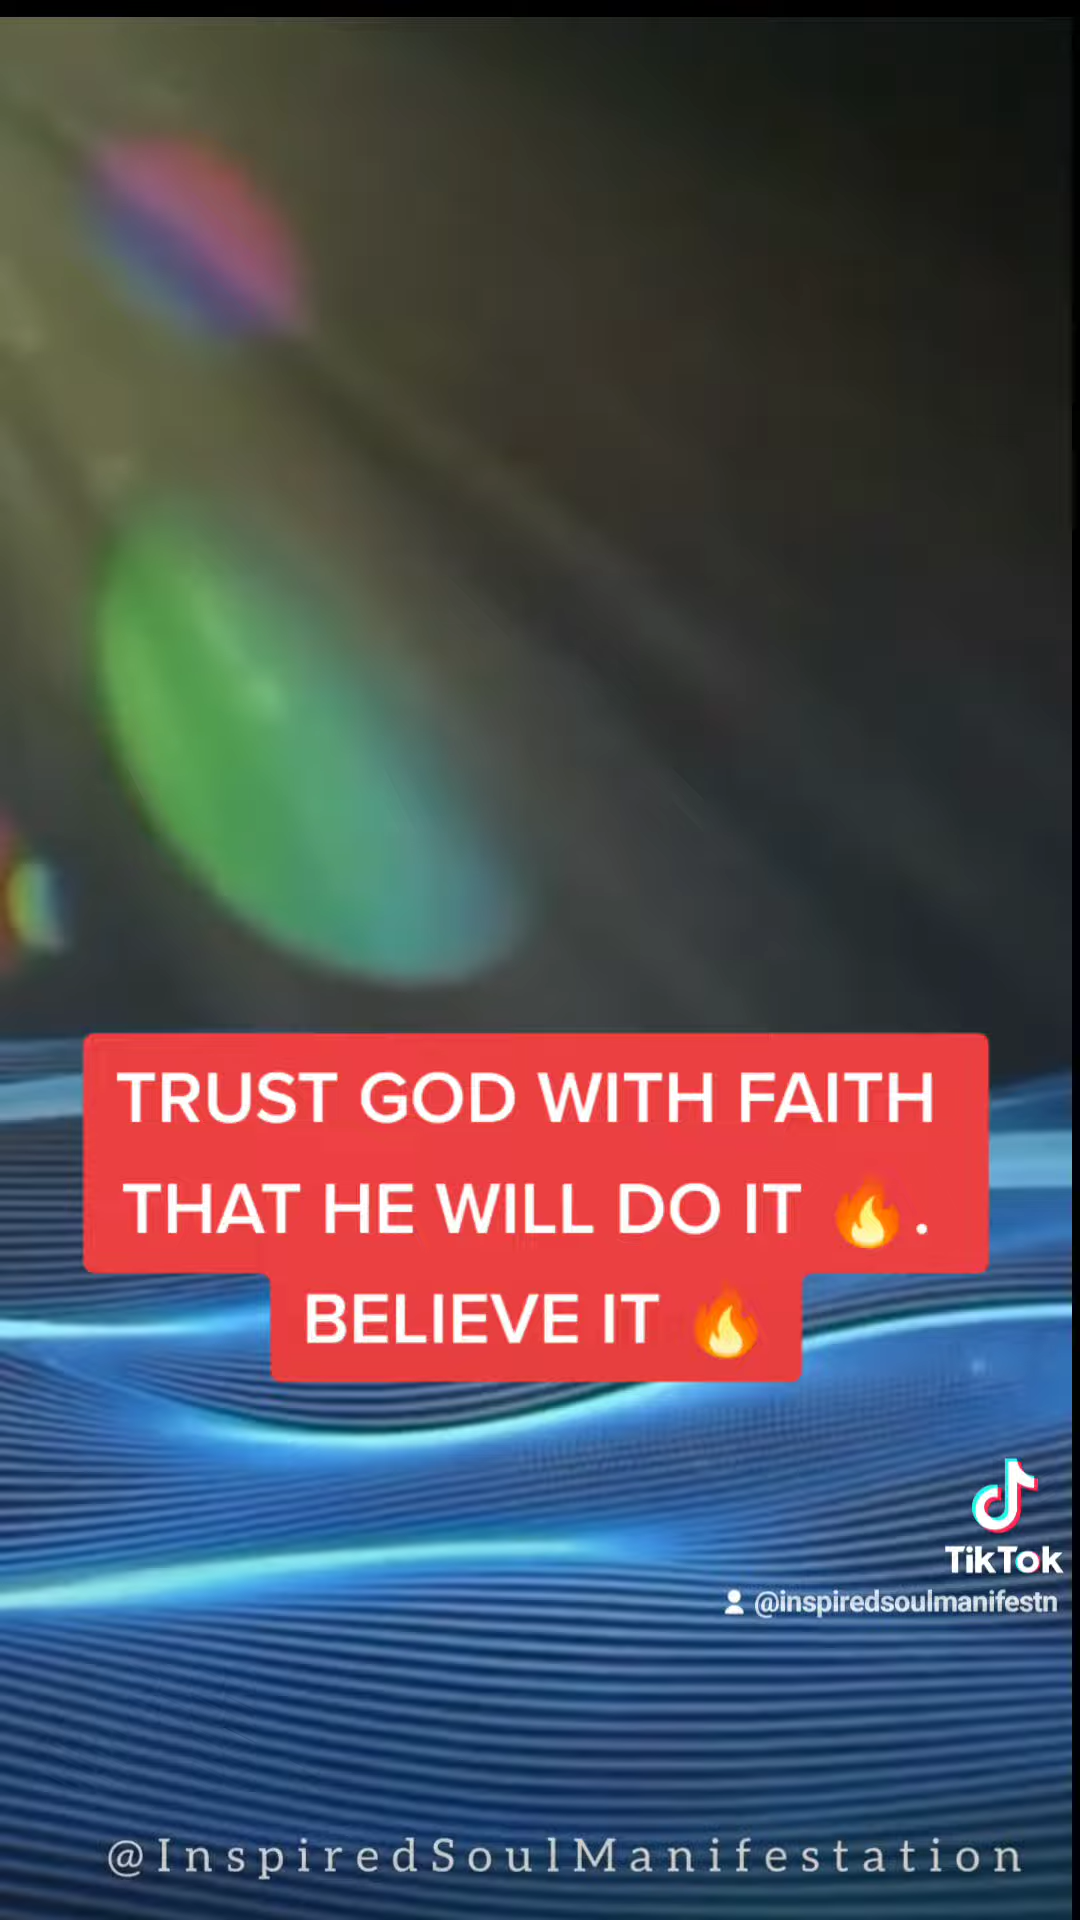 TRUST GOD WITH FAITH
THAT HE WILL DO IT 🔥.
BELIEVE IT 🔥
TikTok
@inspiredsoulmanifestn
@InspiredSoulManifestation